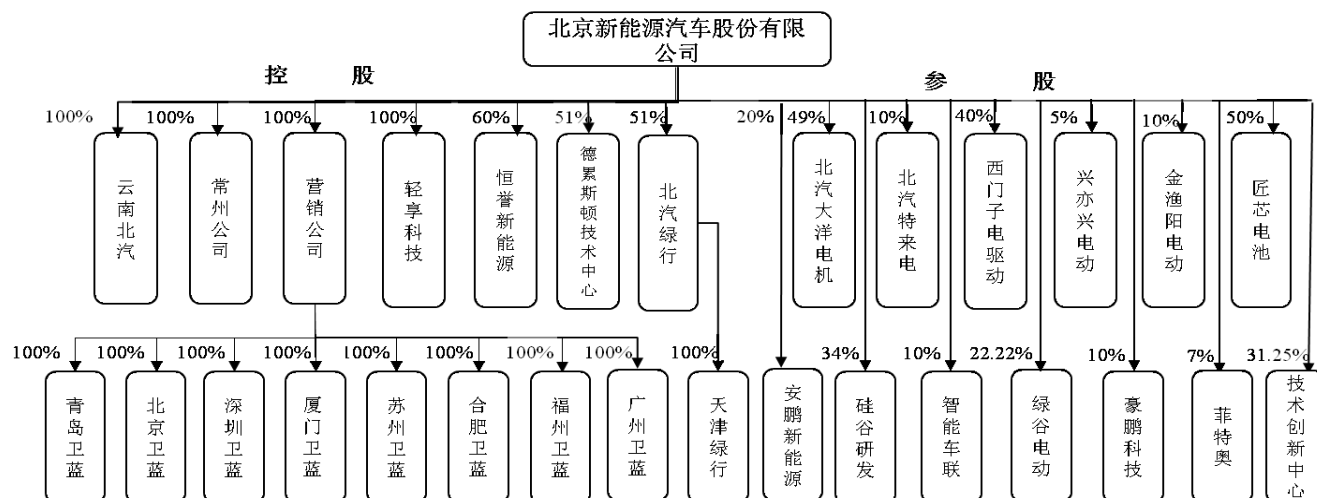 北京新能源汽车股份有限
公司
控 股
参 股
100%
100%
100%
100%
60%
51%
51%
20%
49%
10%
40%
5%
10%
50%
云南北汽
常州公司
营销公司
轻享科技
恒誉新能源
德累斯顿技术中心
北汽绿行
北汽大洋电机
北汽特来电
西门子电驱动
兴亦兴电动
金渔阳电动
匠芯电池
100%
100%
100%
100%
100%
100%
100%
100%
100%
34%
10%
22.22%
10%
7%
31.25%
青岛卫蓝
北京卫蓝
深圳卫蓝
厦门卫蓝
苏州卫蓝
合肥卫蓝
福州卫蓝
广州卫蓝
天津绿行
安鹏新能源
硅谷研发
智能车联
绿谷电动
豪鹏科技
菲特奥
技术创新中心